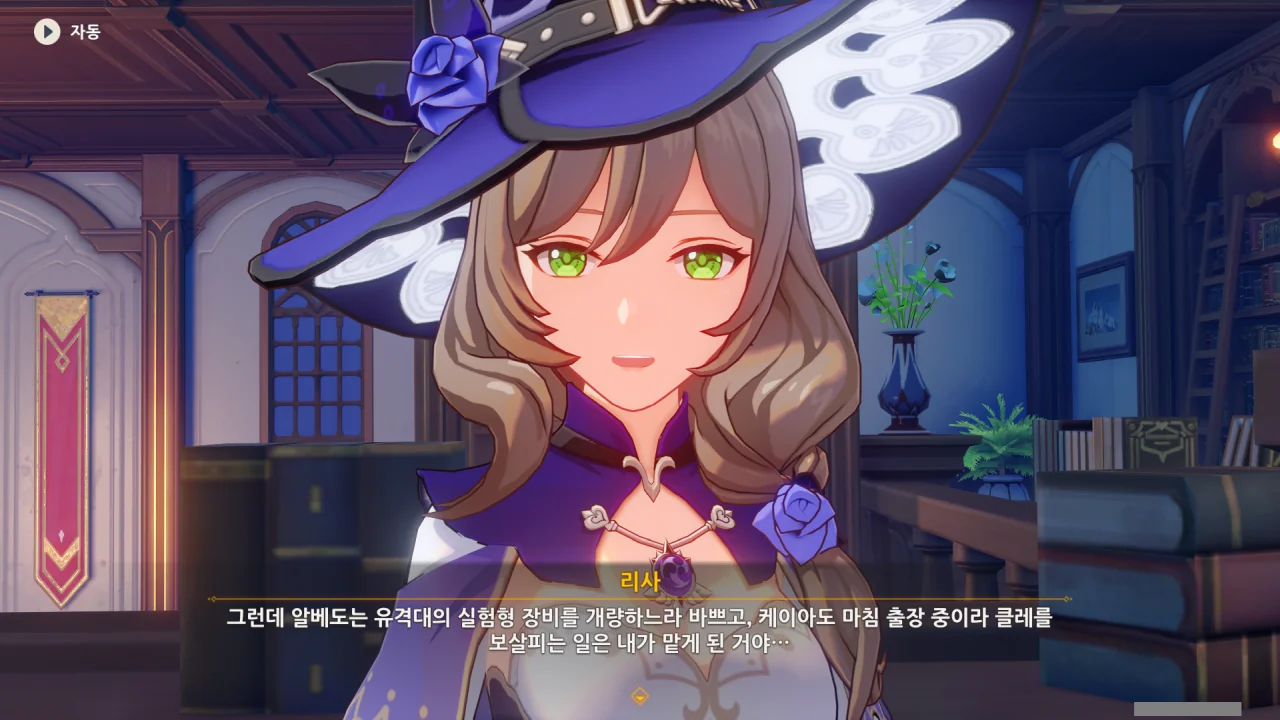 자동
리사
그런데 알베도는 유격대의 실험형 장비를 개량하느라 바쁘고, 케이아도 마침 출장 중이라 클레를
보살피는 일은 내가 맡게 된 거야…